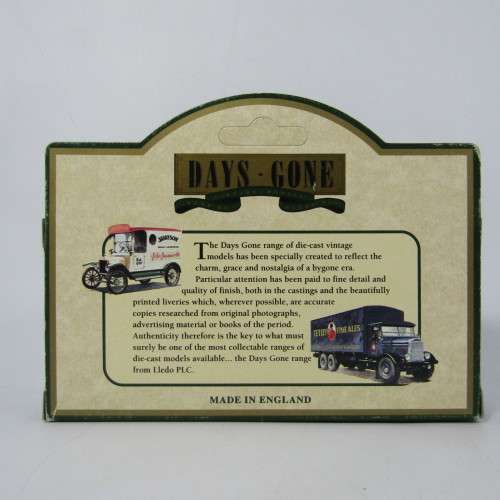 DAYS · GONE
The Days Gone range of die-cast vintage
models has been specially created to reflect the
charm, grace and nostalgia of a bygone era.
Particular attention has been paid to fine detail and
quality of finish, both in the castings and the beautifully
printed liveries which, wherever possible, are accurate
copies researched from original photographs,
advertising material or books of the period.
Authenticity therefore is the key to what must
surely be one of the most collectable ranges of
die-cast models available... the Days Gone range
from Lledo PLC.
TETLEY FINE ALES
MADE IN ENGLAND